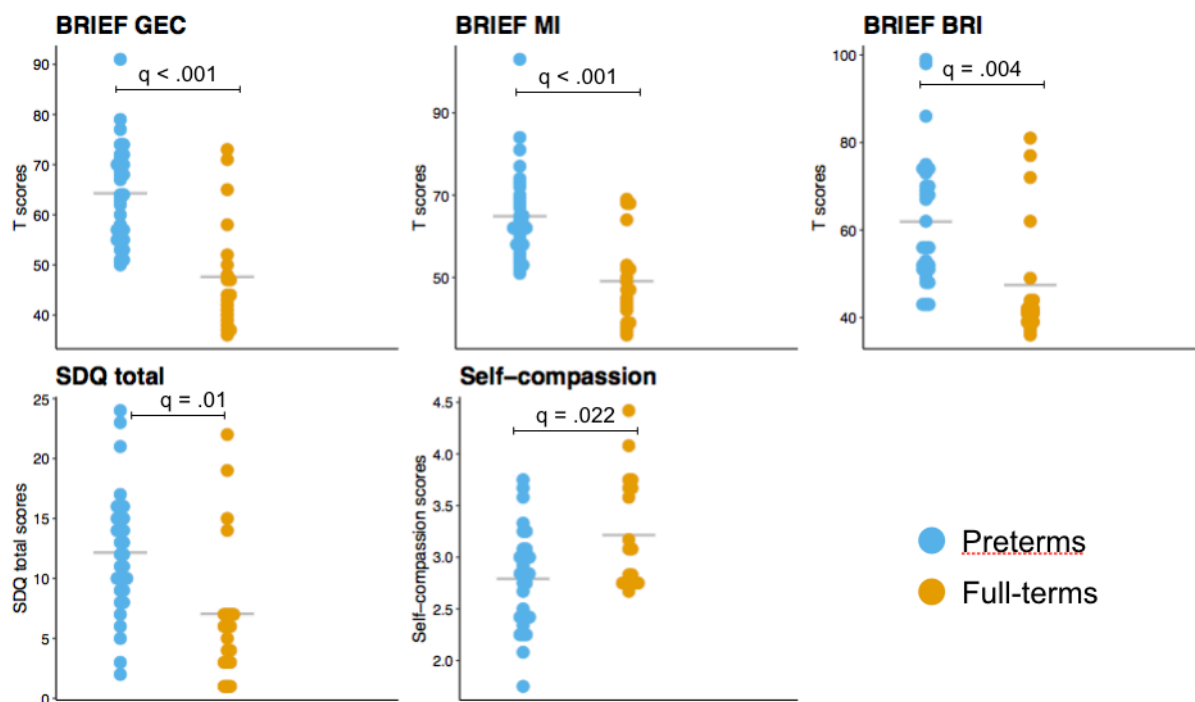 BRIEF GEC
q < .001
T scores
90
80
70
60
50
40
BRIEF MI
q < .001
T scores
90
70
50
BRIEF BRI
q = .004
T scores
100
80
60
40
SDQ total
q = .01
SDQ total scores
25
20
15
10
5
0
Self−compassion
q = .022
Self−compassion scores
4.5
4.0
3.5
3.0
2.5
2.0
Preterms
Full-terms